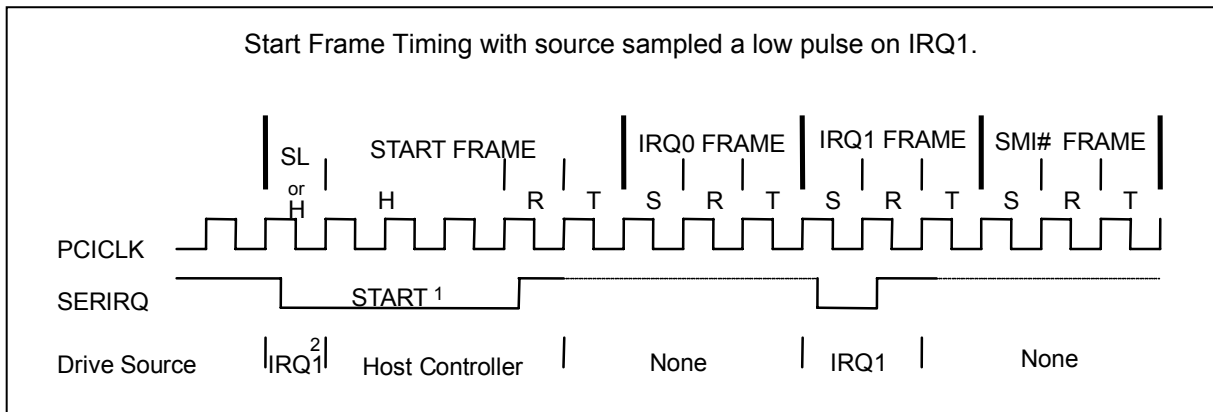 Start Frame Timing with source sampled a low pulse on IRQ1.
SL
or
H
START FRAME
IRQ0 FRAME
IRQ1 FRAME
SMI# FRAME
H R T S R T S R T S R T
PCICLK
SERIRQ
START 1
Drive Source
IRQ1 2
Host Controller
None
IRQ1
None